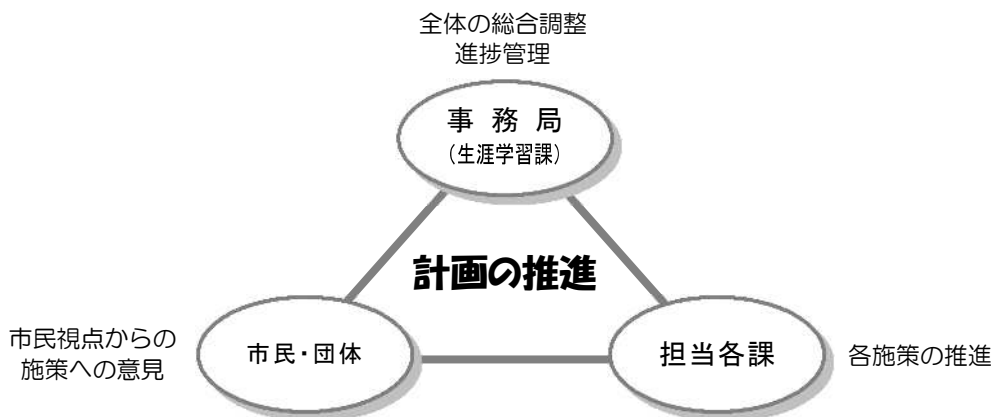 全体の総合調整
進捗管理
事務局
(生涯学習課)
計画の推進
市民視点からの
施策への意見
市民・団体
担当各課
各施策の推進